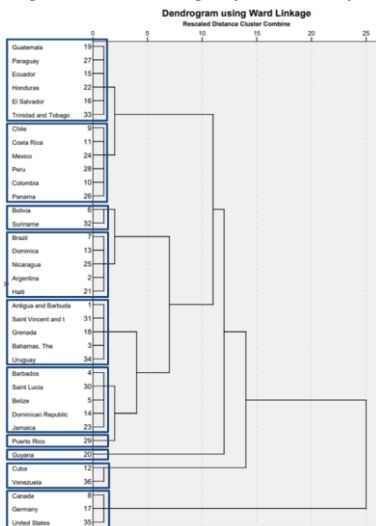 Dendrogram using Ward Linkage
Rescaled Distance Cluster Combine
0 5 10 15 20 25
Guatemala 19
Paraguay 27
Ecuador 15
Honduras 22
El Salvador 16
Trinidad and Tobago 33
Chile 9
Costa Rica 11
Mexico 24
Peru 28
Colombia 10
Panama 26
Bolivia 6
Suriname 32
Brazil 7
Dominica 13
Nicaragua 25
Argentina 2
Haiti 21
Antigua and Barbuda 1
Saint Vincent and t 31
Grenada 18
Bahamas, The 3
Uruguay 34
Barbados 4
Saint Lucia 30
Belize 5
Dominican Republic 14
Jamaica 23
Puerto Rico 29
Guyana 20
Cuba 12
Venezuela 36
Canada 8
Germany 17
United States 35